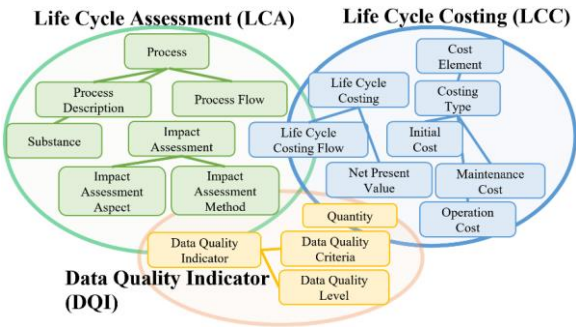 Life Cycle Assessment (LCA)
Life Cycle Costing (LCC)
Process
Process
Description
Process Flow
Substance
Impact
Assessment
Impact
Assessment
Aspect
Impact
Assessment
Method
Cost
Element
Life Cycle
Costing
Costing
Type
Life Cycle
Costing Flow
Initial
Cost
Net Present
Value
Maintenance
Cost
Operation
Cost
Quantity
Data Quality
Indicator
Data Quality
Criteria
Data Quality
Level
Data Quality Indicator
(DQI)